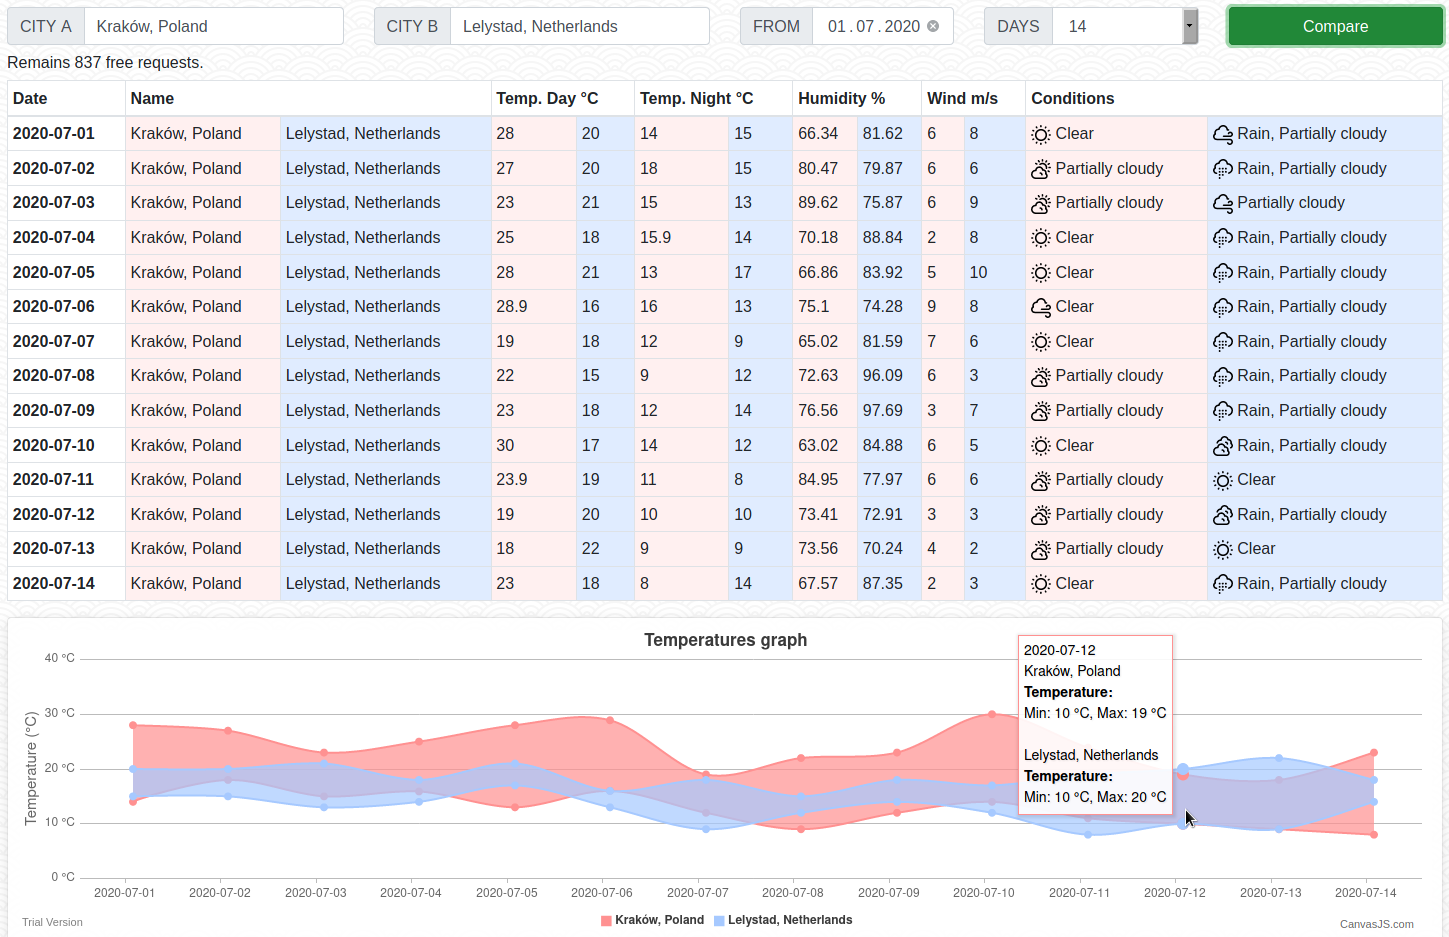 CITY A Kraków, Poland CITY B Lelystad, Netherlands FROM 01.07.2020 DAYS 14 Compare
Remains 837 free requests.
Date Name Temp. Day °C Temp. Night °C Humidity % Wind m/s Conditions
2020-07-01 Kraków, Poland Lelystad, Netherlands 28 20 14 15 66.34 81.62 6 8 Clear Rain, Partially cloudy
2020-07-02 Kraków, Poland Lelystad, Netherlands 27 20 18 15 80.47 79.87 6 6 Partially cloudy Rain, Partially cloudy
2020-07-03 Kraków, Poland Lelystad, Netherlands 23 21 15 13 89.62 75.87 6 9 Partially cloudy Partially cloudy
2020-07-04 Kraków, Poland Lelystad, Netherlands 25 18 15.9 14 70.18 88.84 2 8 Clear Rain, Partially cloudy
2020-07-05 Kraków, Poland Lelystad, Netherlands 28 21 13 17 66.86 83.92 5 10 Clear Rain, Partially cloudy
2020-07-06 Kraków, Poland Lelystad, Netherlands 28.9 16 16 13 75.1 74.28 9 8 Clear Rain, Partially cloudy
2020-07-07 Kraków, Poland Lelystad, Netherlands 19 18 12 9 65.02 81.59 7 6 Clear Rain, Partially cloudy
2020-07-08 Kraków, Poland Lelystad, Netherlands 22 15 9 12 72.63 96.09 6 3 Partially cloudy Rain, Partially cloudy
2020-07-09 Kraków, Poland Lelystad, Netherlands 23 18 12 14 76.56 97.69 3 7 Partially cloudy Rain, Partially cloudy
2020-07-10 Kraków, Poland Lelystad, Netherlands 30 17 14 12 63.02 84.88 6 5 Clear Rain, Partially cloudy
2020-07-11 Kraków, Poland Lelystad, Netherlands 23.9 19 11 8 84.95 77.97 6 6 Partially cloudy Clear
2020-07-12 Kraków, Poland Lelystad, Netherlands 19 20 10 10 73.41 72.91 3 3 Partially cloudy Rain, Partially cloudy
2020-07-13 Kraków, Poland Lelystad, Netherlands 18 22 9 9 73.56 70.24 4 2 Partially cloudy Clear
2020-07-14 Kraków, Poland Lelystad, Netherlands 23 18 8 14 67.57 87.35 2 3 Clear Rain, Partially cloudy
Temperatures graph
2020-07-12
Kraków, Poland
Temperature:
Min: 10 °C, Max: 19 °C
Lelystad, Netherlands
Temperature:
Min: 10 °C, Max: 20 °C
Temperature (°C)
40 °C
30 °C
20 °C
10 °C
0 °C
2020-07-01 2020-07-02 2020-07-03 2020-07-04 2020-07-05 2020-07-06 2020-07-07 2020-07-08 2020-07-09 2020-07-10 2020-07-11 2020-07-12 2020-07-13 2020-07-14
Kraków, Poland Lelystad, Netherlands
Trial Version
CanvasJS.com